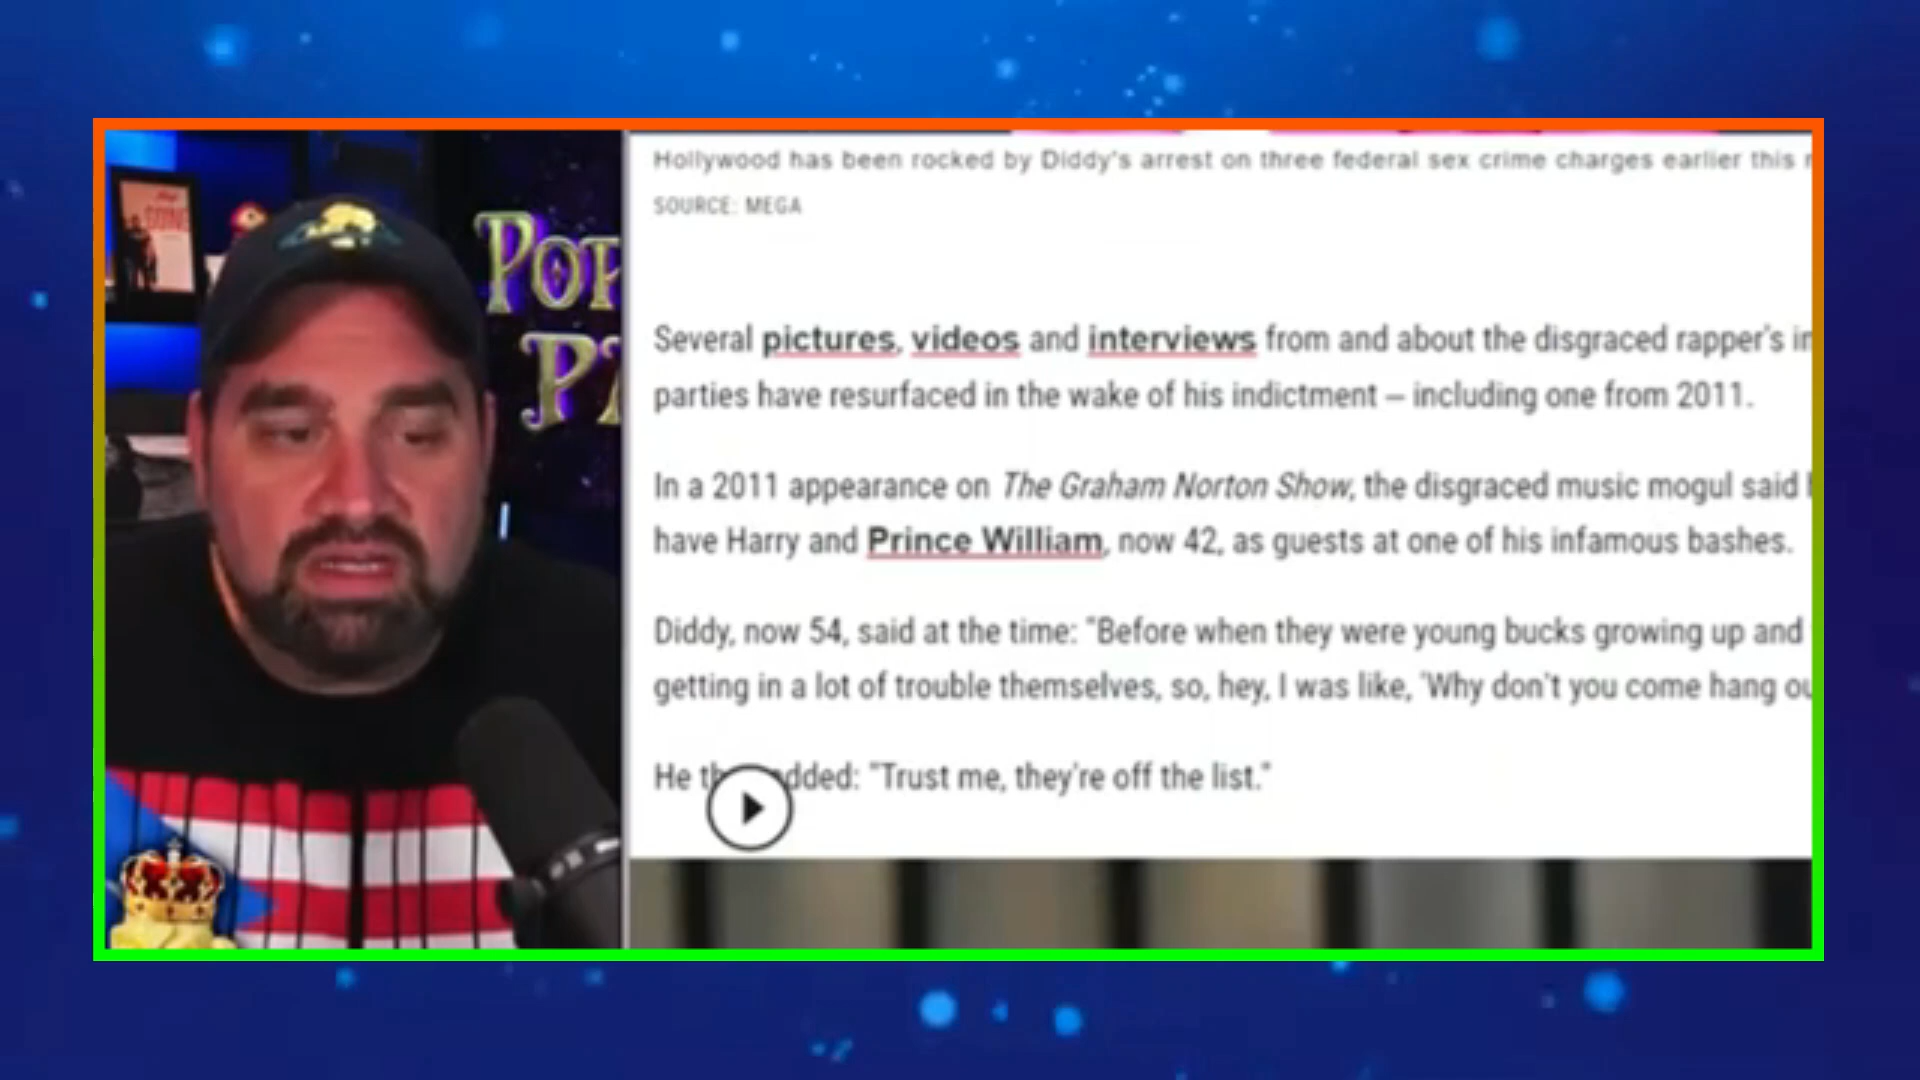 Hollywood has been rocked by Diddy's arrest on three federal sex crime charges earlier this
SOURCE: MEGA
Several pictures, videos and interviews from and about the disgraced rapper's
parties have resurfaced in the wake of his indictment – including one from 2011.
In a 2011 appearance on The Graham Norton Show, the disgraced music mogul said
have Harry and Prince William, now 42, as guests at one of his infamous bashes.
Diddy, now 54, said at the time: "Before when they were young bucks growing up and
getting in a lot of trouble themselves, so, hey, I was like, 'Why don't you come hang
He added: "Trust me, they're off the list."